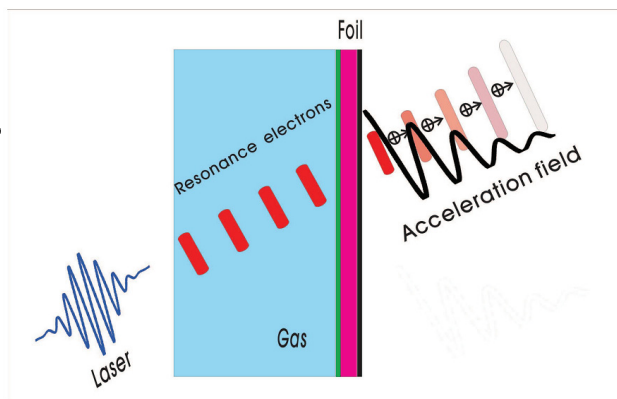 Foil
Resonance electrons
Acceleration field
Gas
Laser